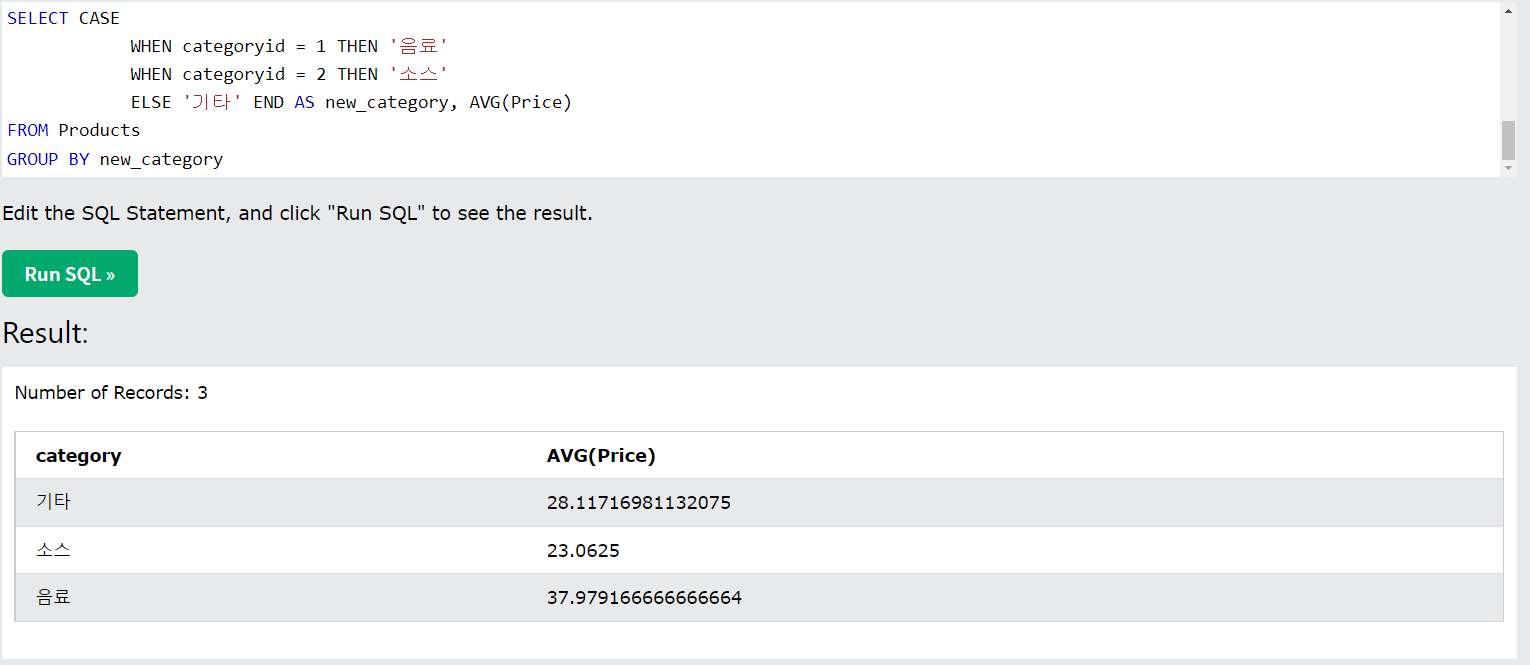 SELECT CASE
WHEN categoryid = 1 THEN '음료'
WHEN categoryid = 2 THEN '소스'
ELSE '기타' END AS new_category, AVG(Price)
FROM Products
GROUP BY new_category
Edit the SQL Statement, and click "Run SQL" to see the result.
Run SQL »
Result:
Number of Records: 3
category AVG(Price)
기타 28.11716981132075
소스 23.0625
음료 37.979166666666664